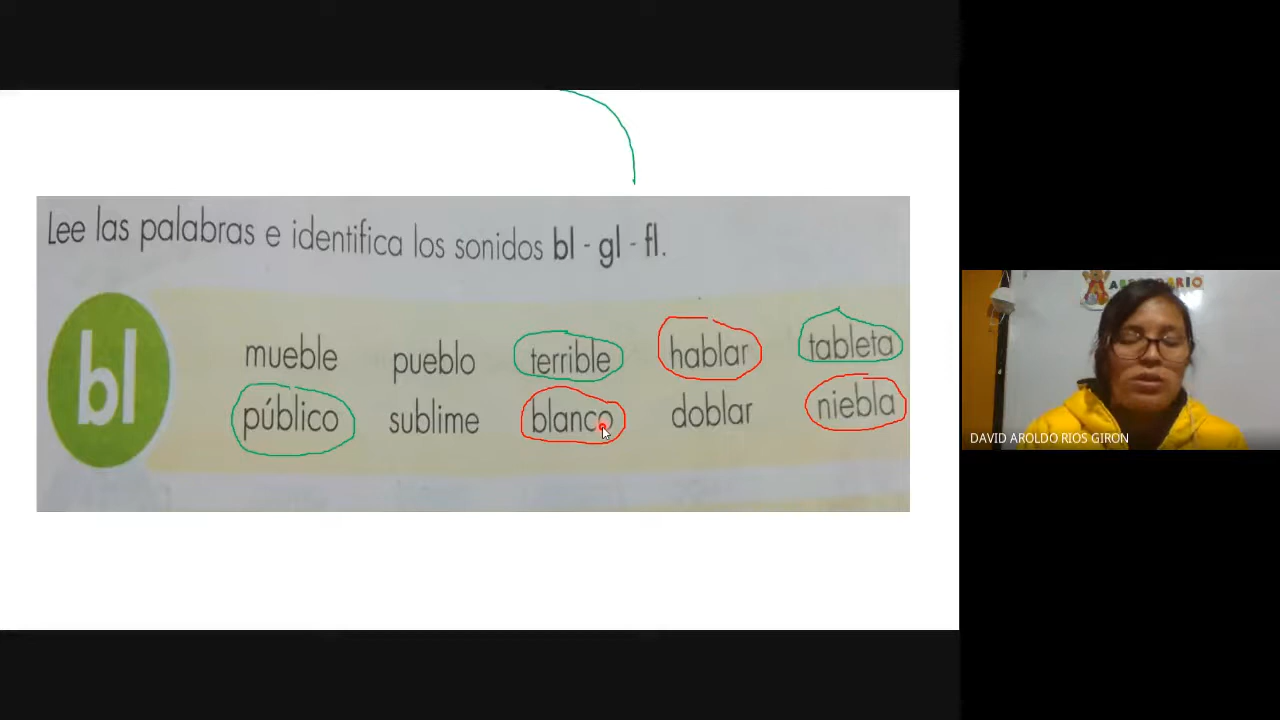 Lee las palabras e identifica los sonidos bl - gl - fl.
bl
mueble pueblo terrible hablar tableta
público sublime blanco doblar niebla
DAVID AROLDO RIOS GIRON